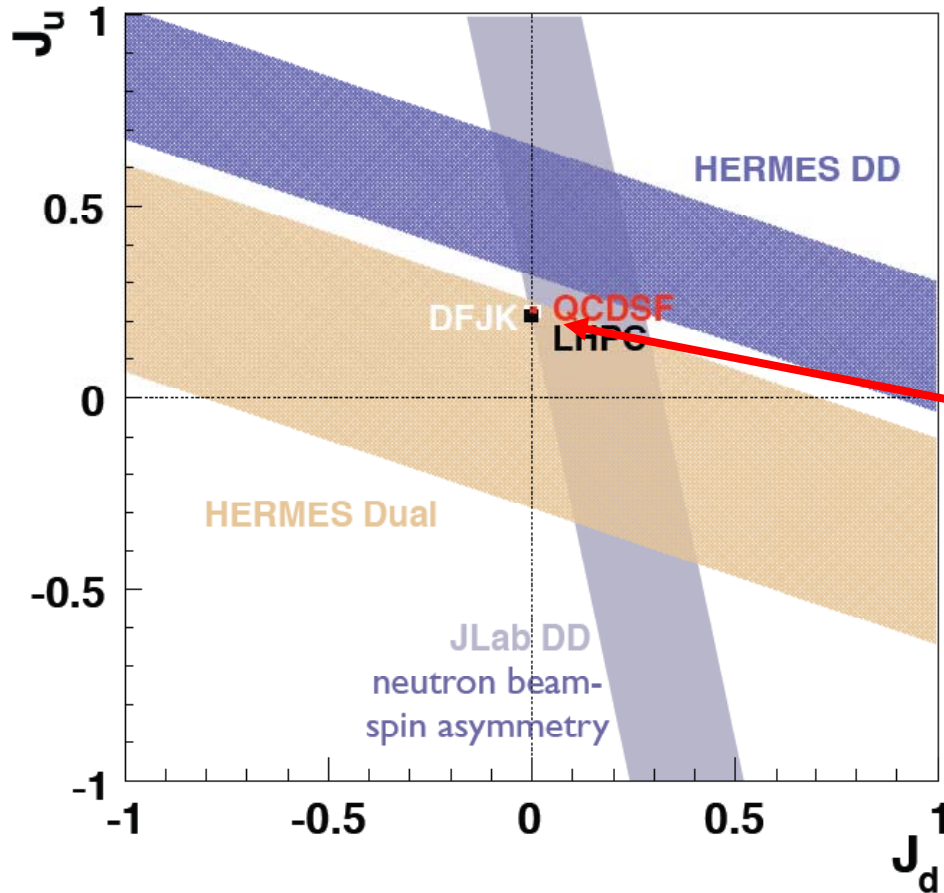 J_u
1
HERMES DD
0.5
QCDSF
DFJK
LHPC
0
HERMES Dual
-0.5
JLab DD
neutron beam-
spin asymmetry
-1
-1 -0.5 0 0.5 1
J_d